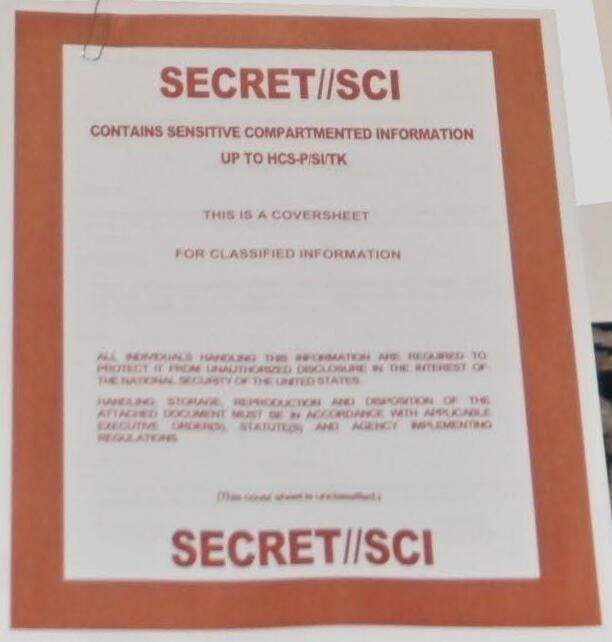 SECRET//SCI
CONTAINS SENSITIVE COMPARTMENTED INFORMATION
UP TO HCS-P/SI/TK
THIS IS A COVERSHEET
FOR CLASSIFIED INFORMATION
ALL INDIVIDUALS HANDLING THIS INFORMATION ARE REQUIRED TO
PROTECT IT FROM UNAUTHORIZED DISCLOSURE IN THE INTEREST OF
THE NATIONAL SECURITY OF THE UNITED STATES.
HANDLING, STORAGE, REPRODUCTION AND DISPOSITION OF THE
ATTACHED DOCUMENT MUST BE IN ACCORDANCE WITH APPLICABLE
EXECUTIVE ORDER(S), STATUTE(S) AND AGENCY IMPLEMENTING
REGULATIONS.
(This cover sheet is unclassified.)
SECRET//SCI